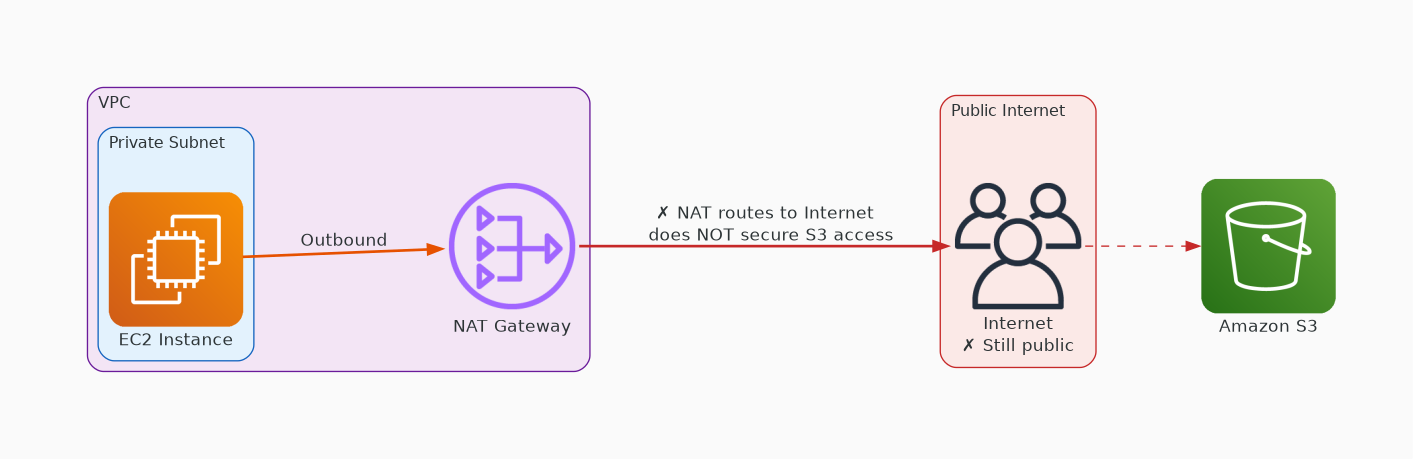 VPC
Private Subnet
EC2 Instance
Outbound
NAT Gateway
✗ NAT routes to Internet
does NOT secure S3 access
Public Internet
Internet
✗ Still public
Amazon S3